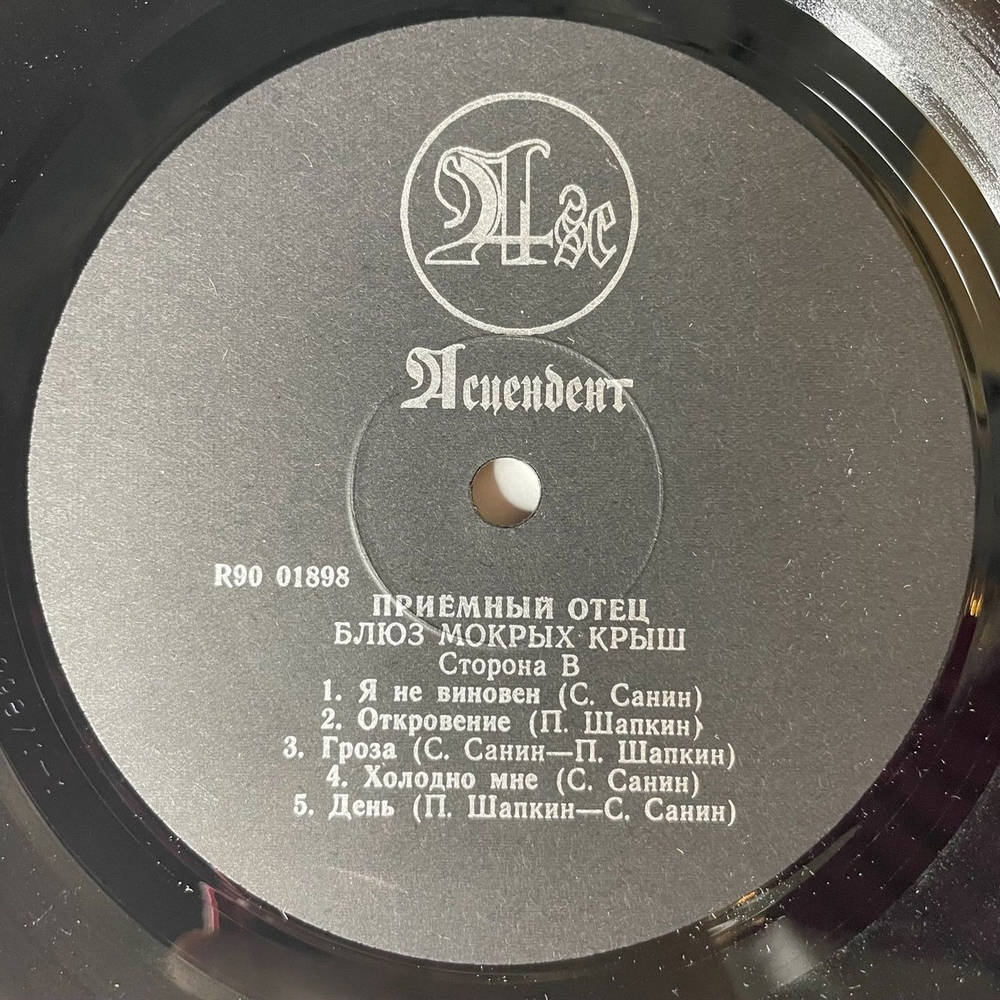 Асс
Асцендент
R90 01898
ПРИЁМНЫЙ ОТЕЦ
БЛЮЗ МОКРЫХ КРЫШ
Сторона В
1. Я не виновен (С. Санин)
2. Откровение (П. Шапкин)
3. Гроза (С. Санин—П. Шапкин)
4. Холодно мне (С. Санин)
5. День (П. Шапкин—С. Санин)